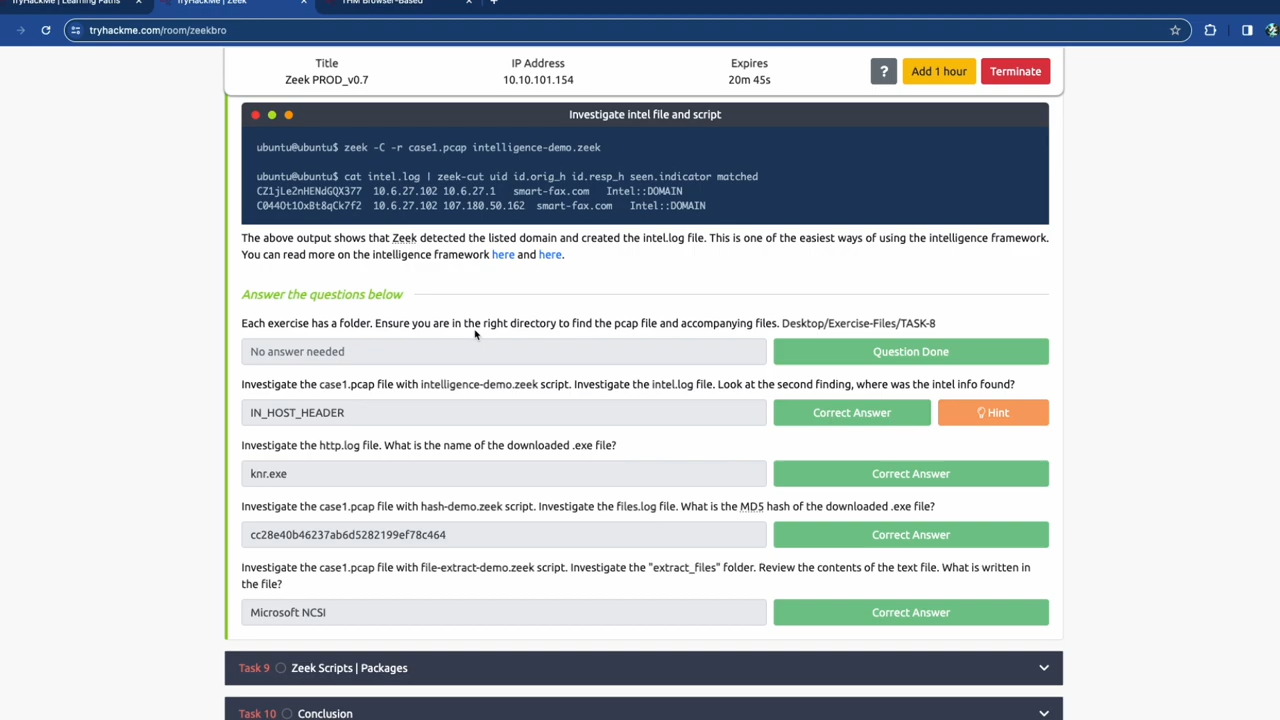 TryHackMe | Learning Paths
TryHackMe | Zeek
THM Browser-Based
tryhackme.com/room/zeekbro
Title
Zeek PROD_v0.7
IP Address
10.10.101.154
Expires
20m 45s
?
Add 1 hour
Terminate
Investigate intel file and script
ubuntu@ubuntu$ zeek -C -r case1.pcap intelligence-demo.zeek
ubuntu@ubuntu$ cat intel.log | zeek-cut uid id.orig_h id.resp_h seen.indicator matched
CZ1jLe2nHENdGQX377 10.6.27.102 10.6.27.1 smart-fax.com Intel::DOMAIN
C044Ot1OxBt8qCk7f2 10.6.27.102 107.180.50.162 smart-fax.com Intel::DOMAIN
The above output shows that Zeek detected the listed domain and created the intel.log file. This is one of the easiest ways of using the intelligence framework.
You can read more on the intelligence framework here and here.
Answer the questions below
Each exercise has a folder. Ensure you are in the right directory to find the pcap file and accompanying files. Desktop/Exercise-Files/TASK-8
No answer needed
Question Done
Investigate the case1.pcap file with intelligence-demo.zeek script. Investigate the intel.log file. Look at the second finding, where was the intel info found?
IN_HOST_HEADER
Correct Answer
Hint
Investigate the http.log file. What is the name of the downloaded .exe file?
knr.exe
Correct Answer
Investigate the case1.pcap file with hash-demo.zeek script. Investigate the files.log file. What is the MD5 hash of the downloaded .exe file?
cc28e40b46237ab6d5282199ef78c464
Correct Answer
Investigate the case1.pcap file with file-extract-demo.zeek script. Investigate the "extract_files" folder. Review the contents of the text file. What is written in
the file?
Microsoft NCSI
Correct Answer
Task 9 Zeek Scripts | Packages
Task 10 Conclusion